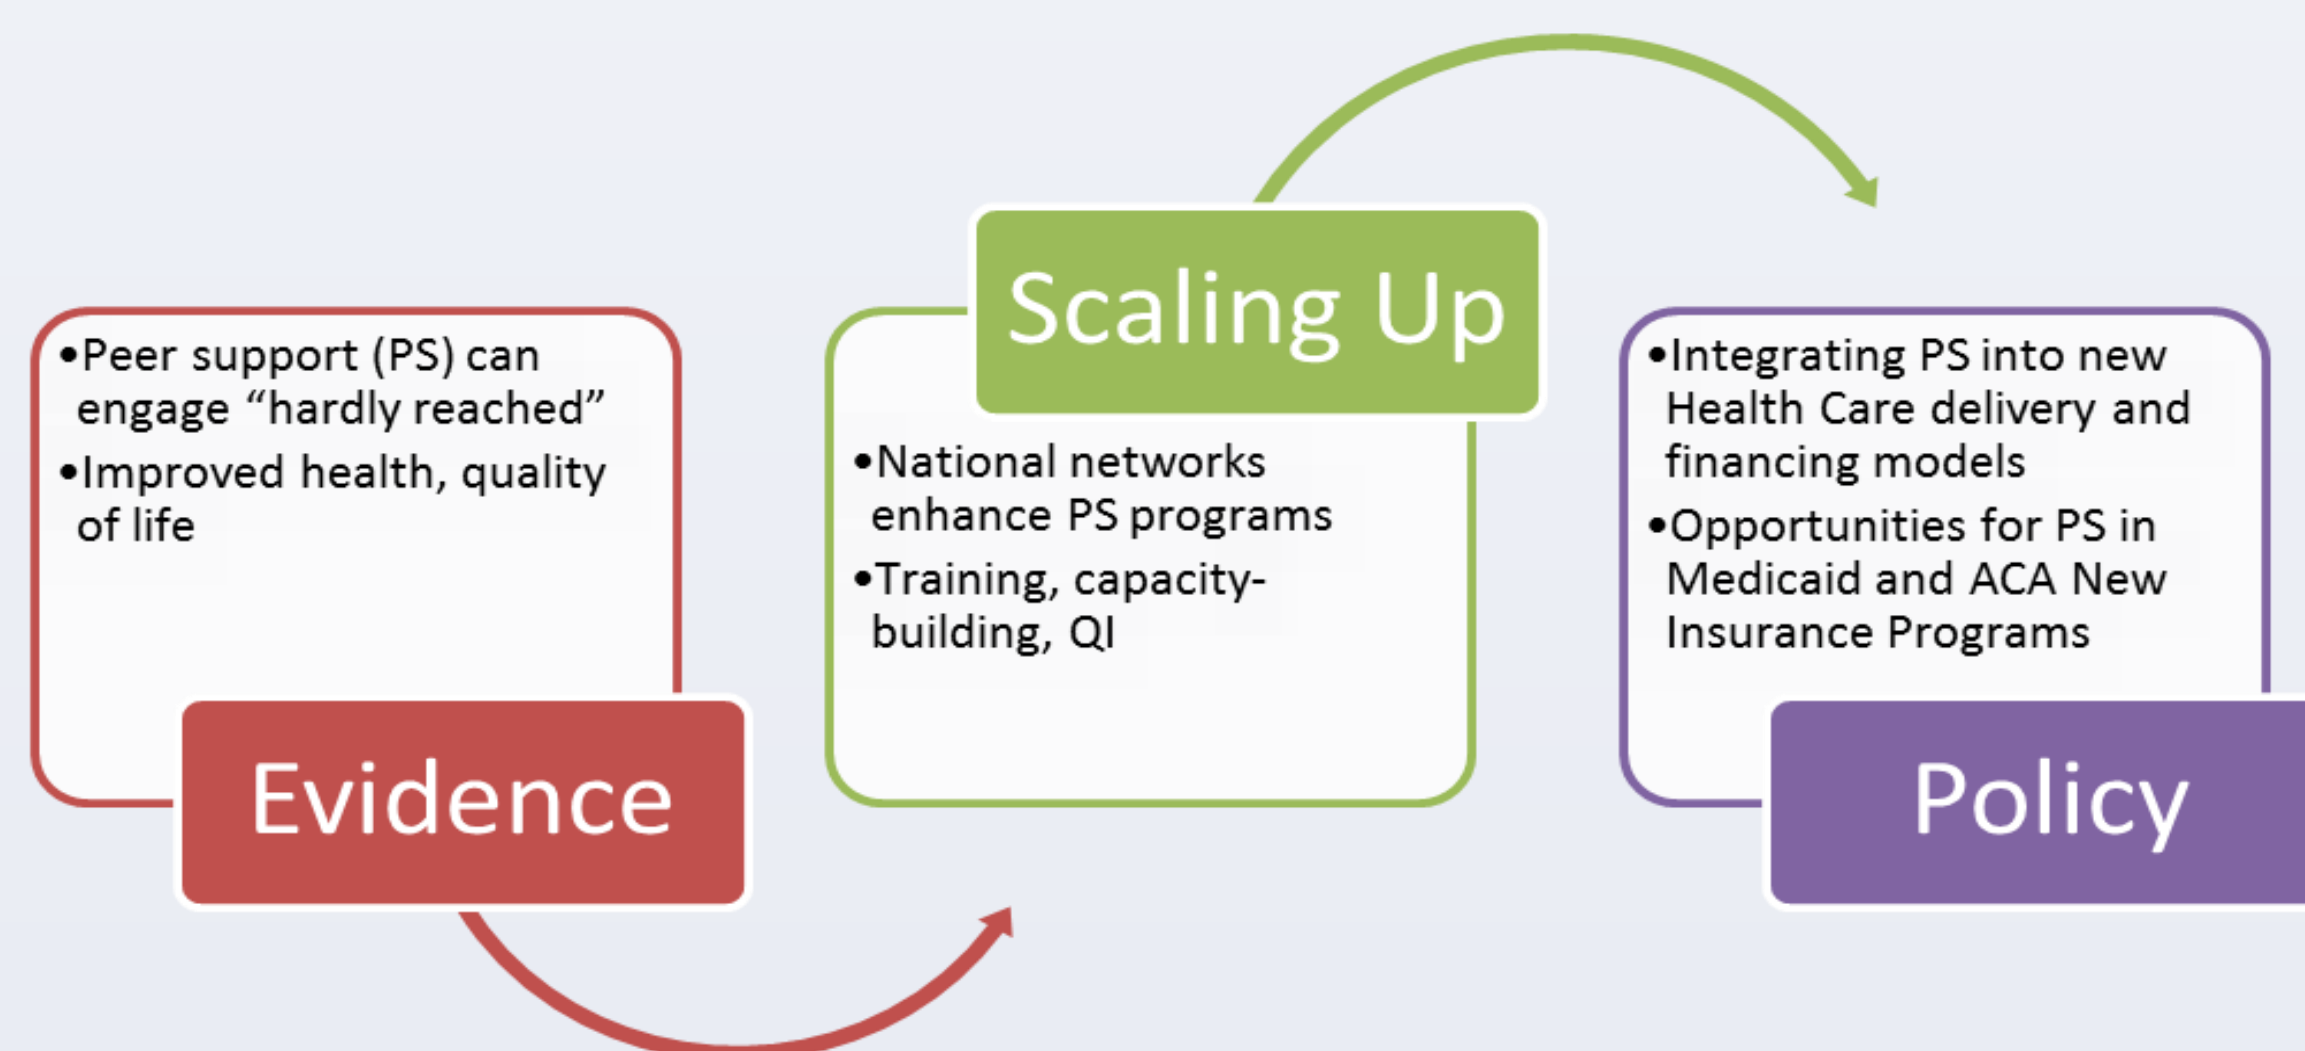 •Peer support (PS) can
engage “hardly reached”
•Improved health, quality
of life
Evidence
Scaling Up
•National networks
enhance PS programs
•Training, capacity-
building, QI
•Integrating PS into new
Health Care delivery and
financing models
•Opportunities for PS in
Medicaid and ACA New
Insurance Programs
Policy